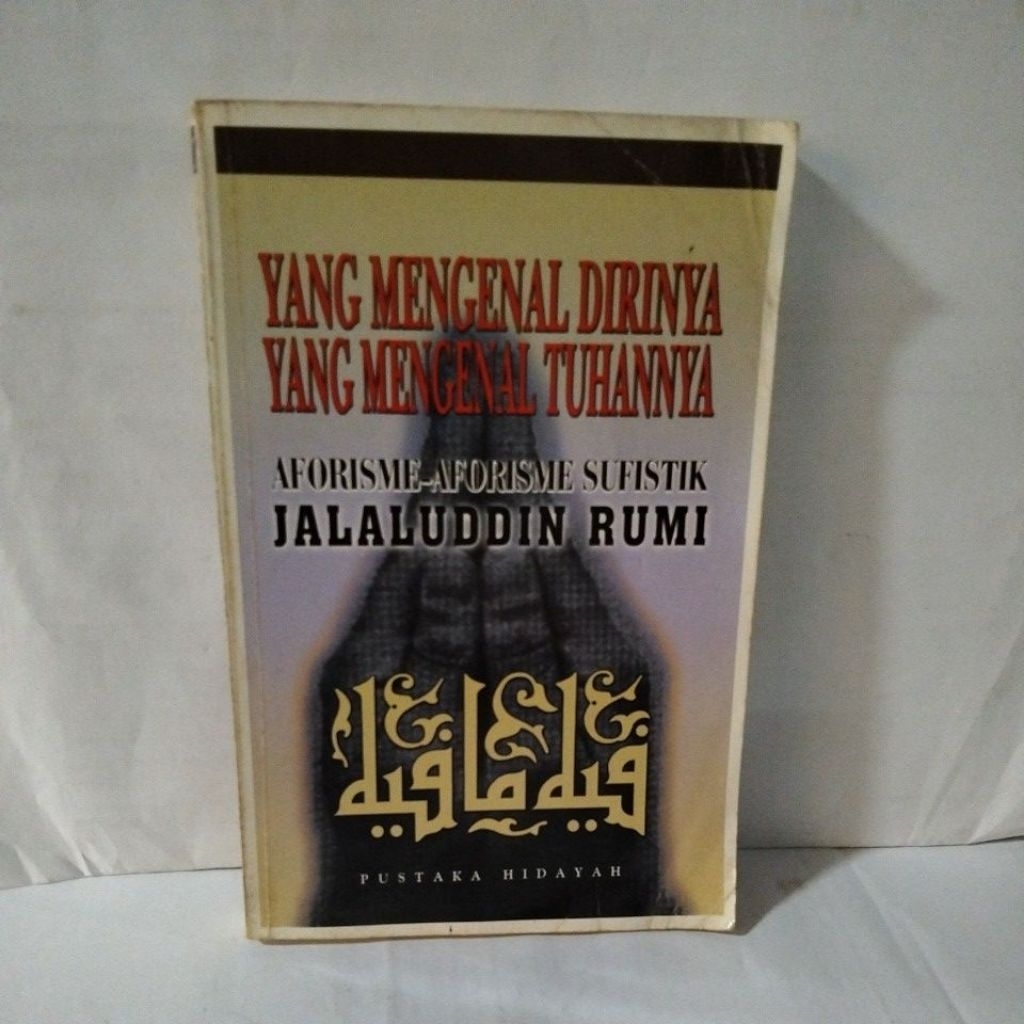 YANG MENGENAL DIRINYA
YANG MENGENAL TUHANNYA
AFORISME-AFORISME SUFISTIK
JALALUDDIN RUMI
فيه ما فيه
PUSTAKA HIDAYAH